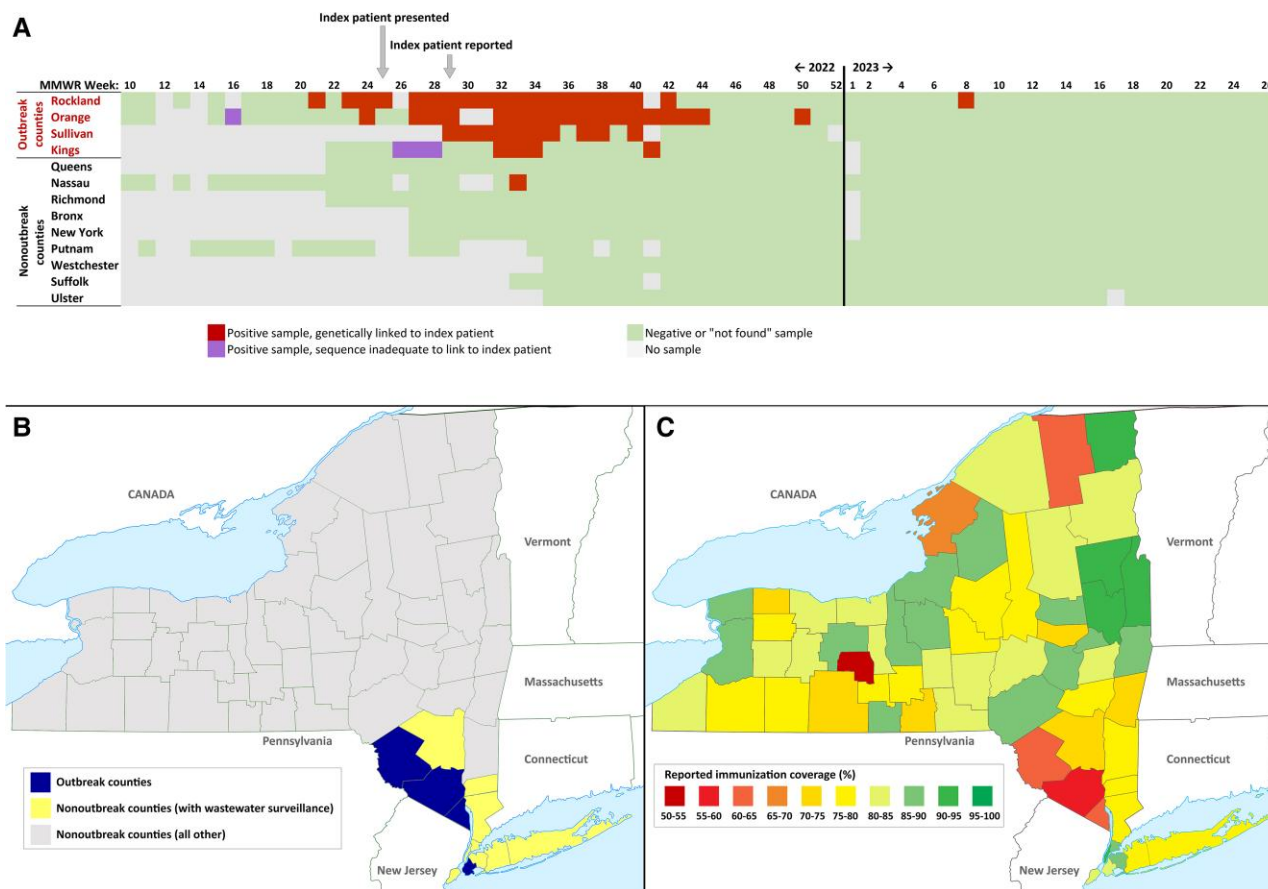 A
Index patient presented
Index patient reported
← 2022 2023 →
MMWR Week: 10 12 14 16 18 20 22 24 26 28 30 32 34 36 38 40 42 44 46 48 50 52 1 2 4 6 8 10 12 14 16 18 20 22 24 26
Outbreak counties
Rockland
Orange
Sullivan
Kings
Nonoutbreak counties
Queens
Nassau
Richmond
Bronx
New York
Putnam
Westchester
Suffolk
Ulster
Positive sample, genetically linked to index patient
Positive sample, sequence inadequate to link to index patient
Negative or "not found" sample
No sample
B
CANADA
Vermont
Massachusetts
Connecticut
Pennsylvania
New Jersey
Outbreak counties
Nonoutbreak counties (with wastewater surveillance)
Nonoutbreak counties (all other)
C
CANADA
Vermont
Massachusetts
Connecticut
Pennsylvania
New Jersey
Reported immunization coverage (%)
50-55 55-60 60-65 65-70 70-75 75-80 80-85 85-90 90-95 95-100